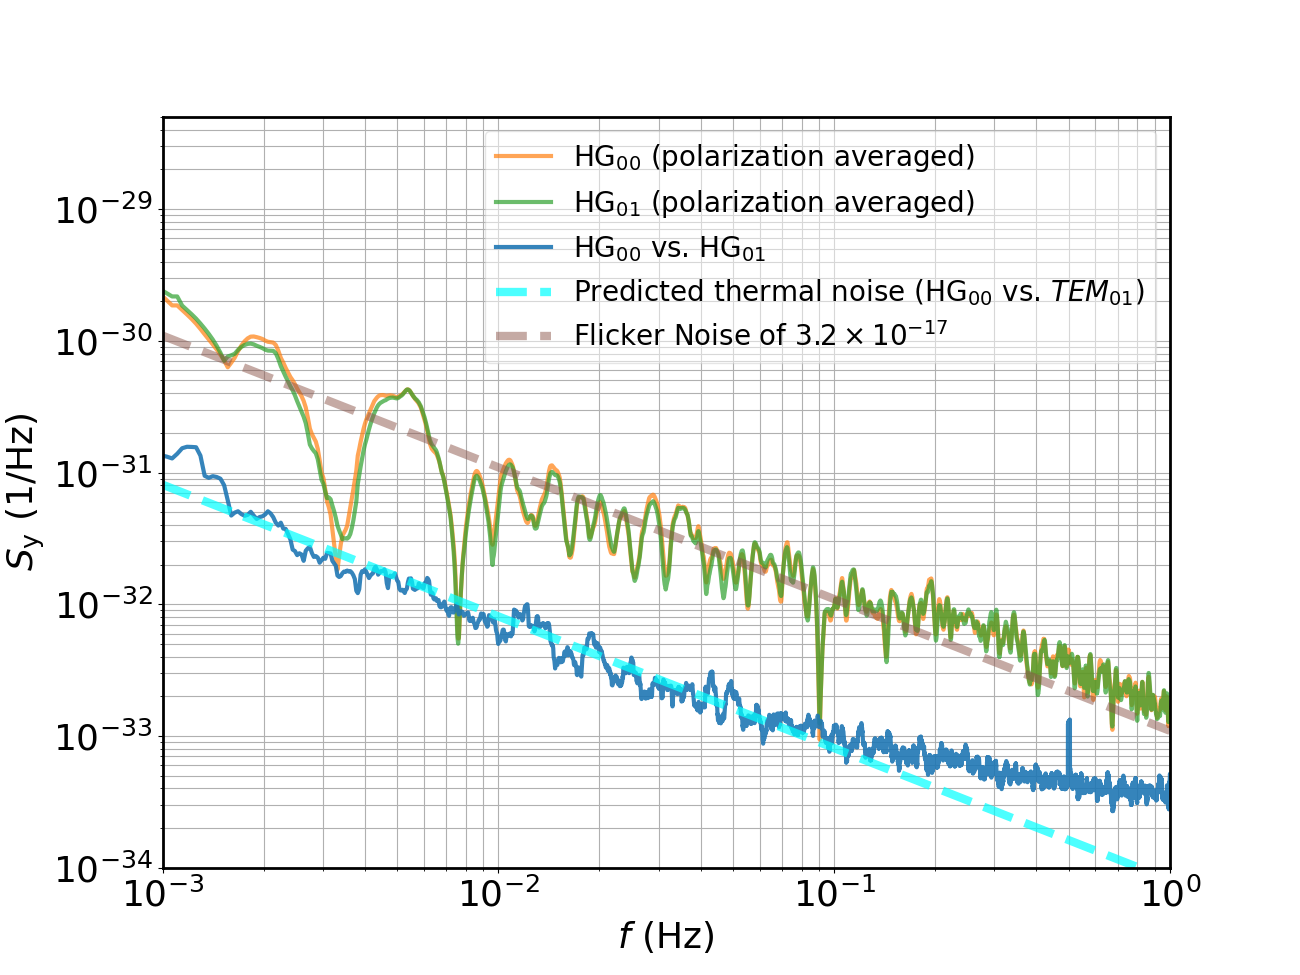 HG₀₀ (polarization averaged)
HG₀₁ (polarization averaged)
HG₀₀ vs. HG₀₁
Predicted thermal noise (HG₀₀ vs. TEM₀₁)
Flicker Noise of 3.2 × 10⁻¹⁷
10⁻²⁹
10⁻³⁰
10⁻³¹
10⁻³²
10⁻³³
10⁻³⁴
S_y (1/Hz)
10⁻³ 10⁻² 10⁻¹ 10⁰
f (Hz)